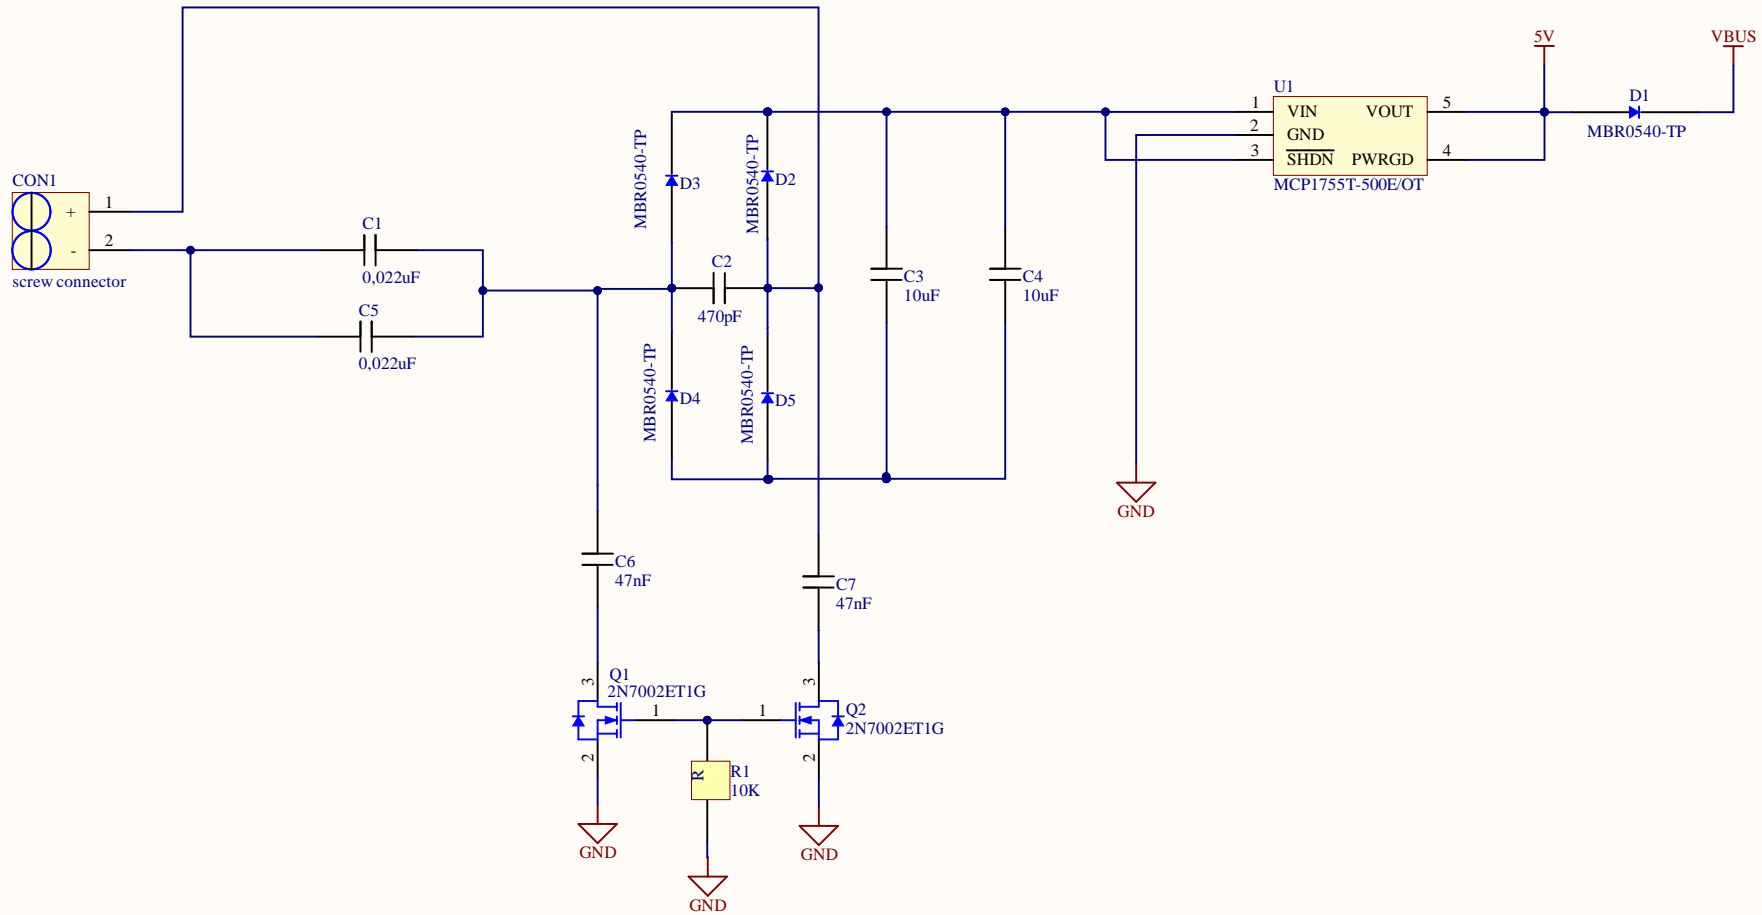 5V
VBUS
U1
D1
MBR0540-TP
1
VIN
VOUT
5
2
GND
3
SHDN
PWRGD
4
MCP1755T-500E/OT
MBR0540-TP
D3
MBR0540-TP
D2
CON1
+
1
-
2
screw connector
C1
0,022uF
C2
470pF
C3
10uF
C4
10uF
C5
0,022uF
MBR0540-TP
D4
MBR0540-TP
D5
GND
C6
47nF
C7
47nF
3
Q1
2N7002ET1G
1
2
3
1
Q2
2N7002ET1G
2
R
R1
10K
GND
GND
GND